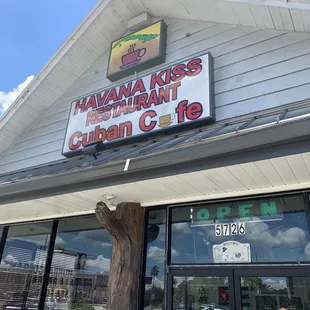 HAVANA KISS
RESTAURANT
Cuban Cafe
OPEN
5726